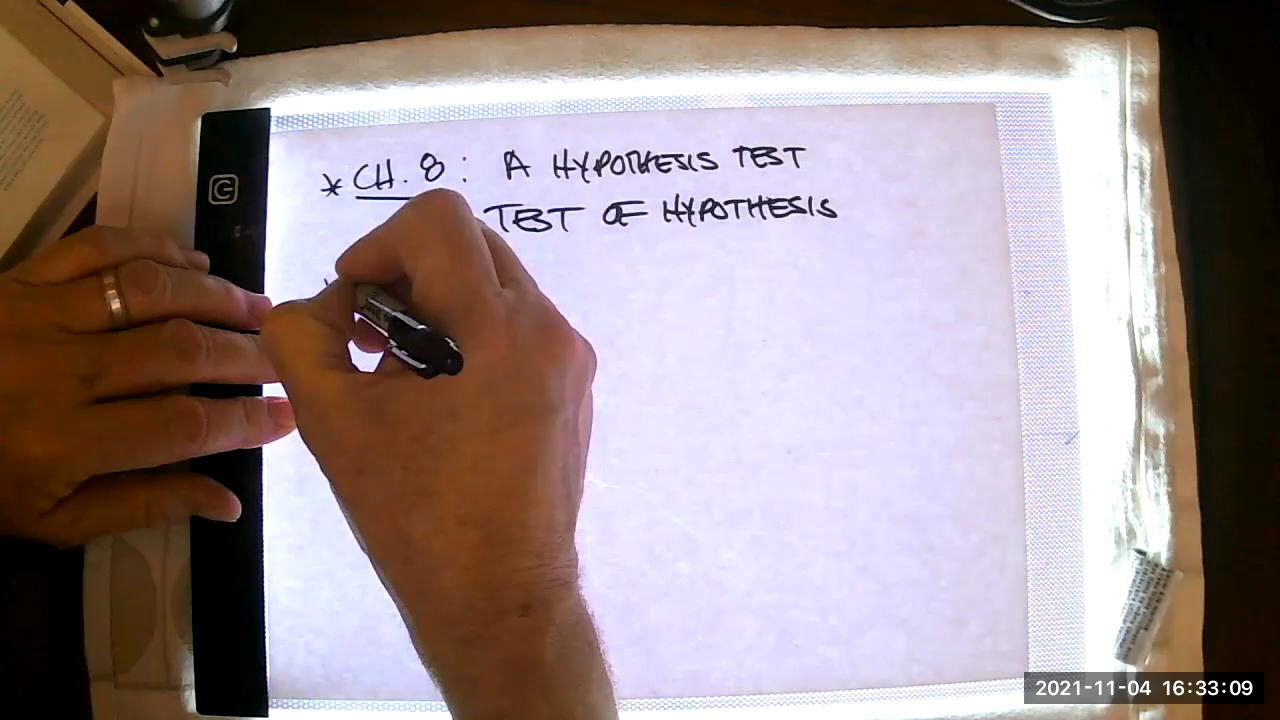 * CH. 8: A HYPOTHESIS TEST
TEST OF HYPOTHESIS
2021-11-04 16:33:09